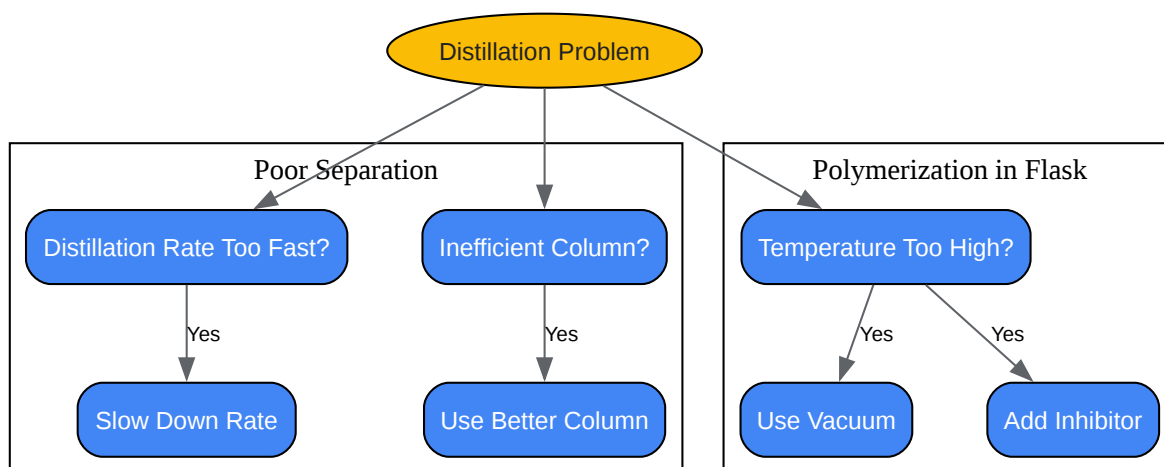 Distillation Problem
Poor Separation
Polymerization in Flask
Distillation Rate Too Fast?
Inefficient Column?
Temperature Too High?
Yes
Yes
Yes
Yes
Slow Down Rate
Use Better Column
Use Vacuum
Add Inhibitor